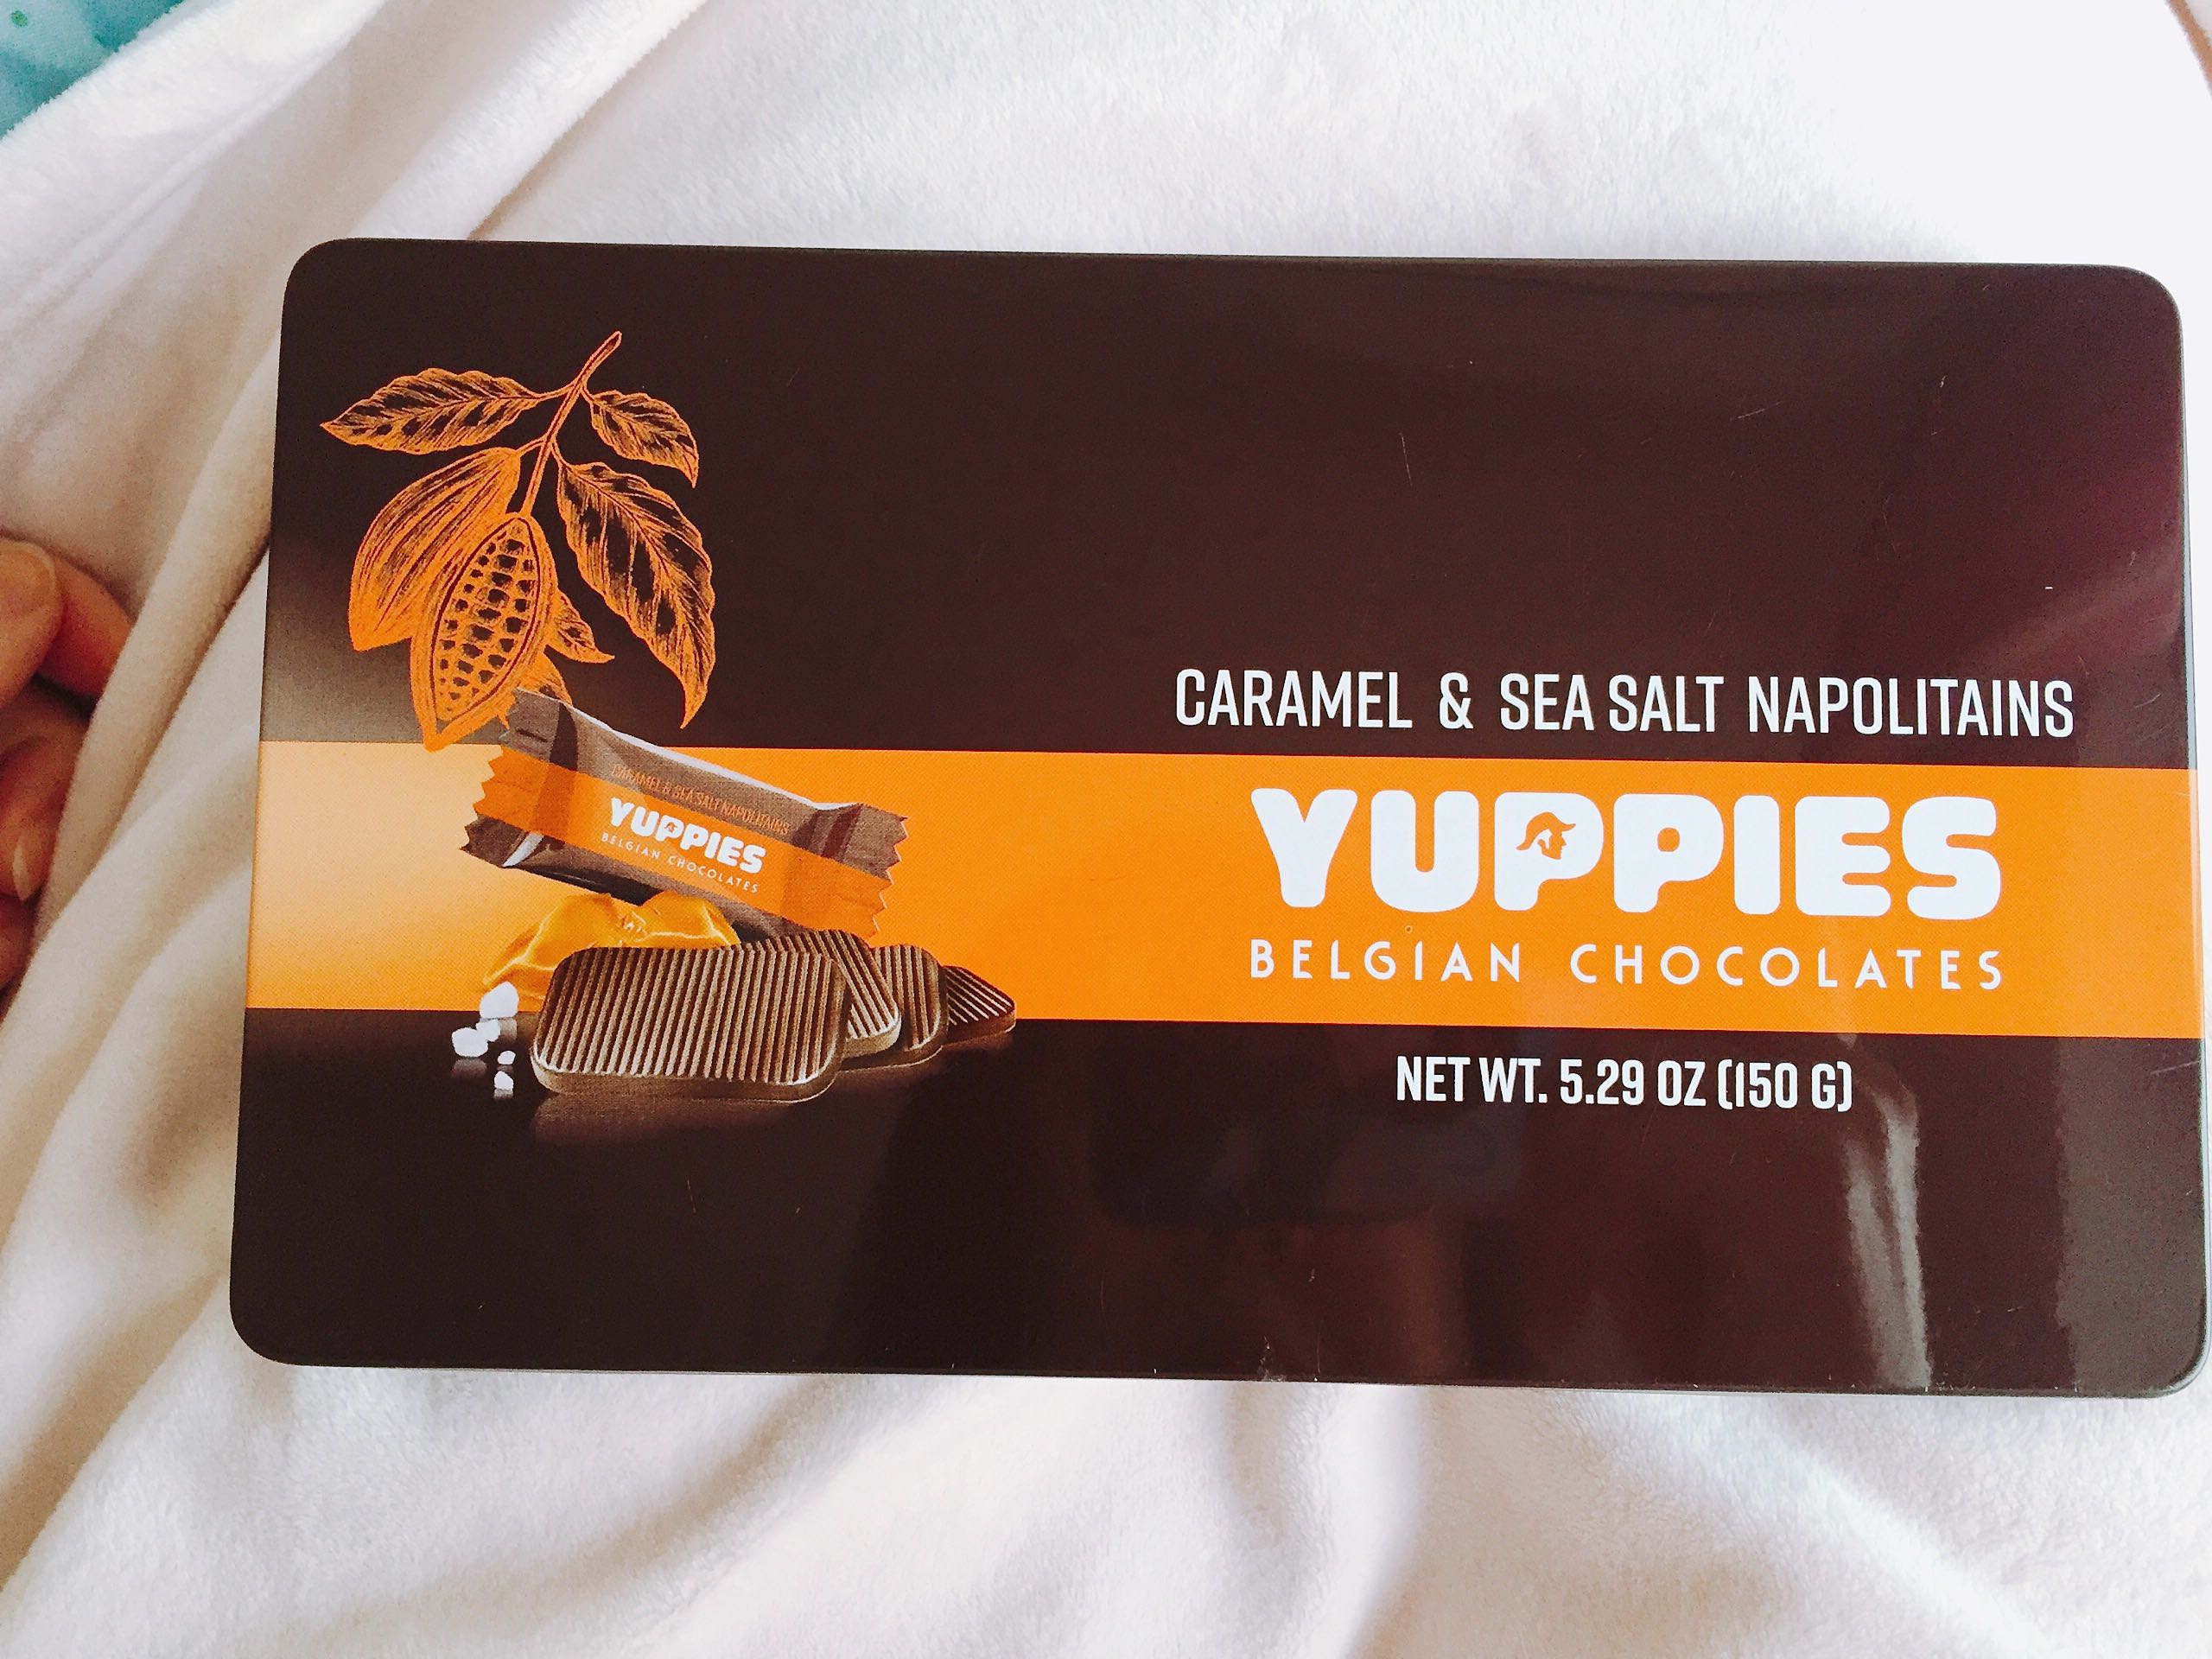 CARAMEL & SEA SALT NAPOLITAINS
YUPPIES
BELGIAN CHOCOLATES
NET WT. 5.29 OZ (150 G)
CARAMEL & SEA SALT NAPOLITAINS
YUPPIES
BELGIAN CHOCOLATES